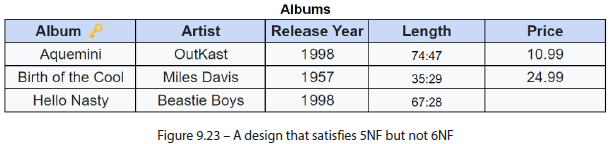 Albums
Album Artist Release Year Length Price
Aquemini OutKast 1998 74:47 10.99
Birth of the Cool Miles Davis 1957 35:29 24.99
Hello Nasty Beastie Boys 1998 67:28
Figure 9.23 – A design that satisfies 5NF but not 6NF